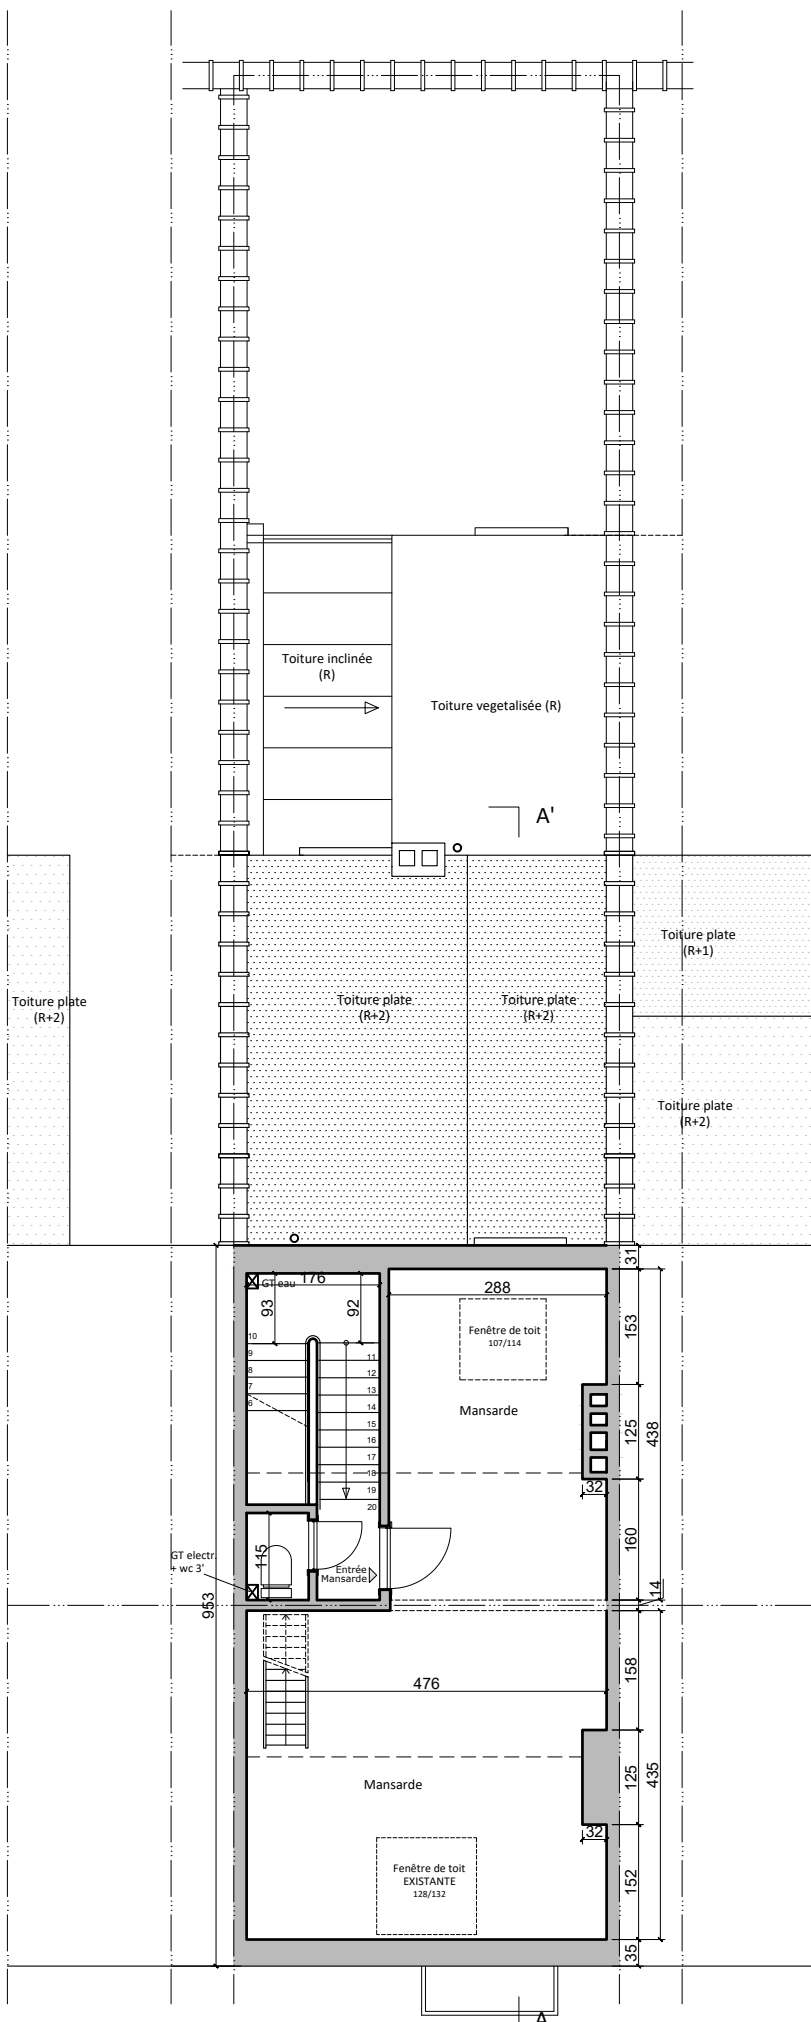 Toiture inclinée
(R)
Toiture vegetalisée (R)
A'
Toiture plate
(R+1)
Toiture plate
(R+2)
Toiture plate
(R+2)
Toiture plate
(R+2)
Toiture plate
(R+2)
31
GT eau
176
288
93
92
153
Fenêtre de toit
107/114
10
9
8
7
6
11
12
13
14
15
16
17
18
19
20
Mansarde
125
438
32
160
115
GT electr.
+ wc 3'
Entrée
Mansarde
14
953
158
476
125
435
Mansarde
32
Fenêtre de toit
EXISTANTE
128/132
152
35
A